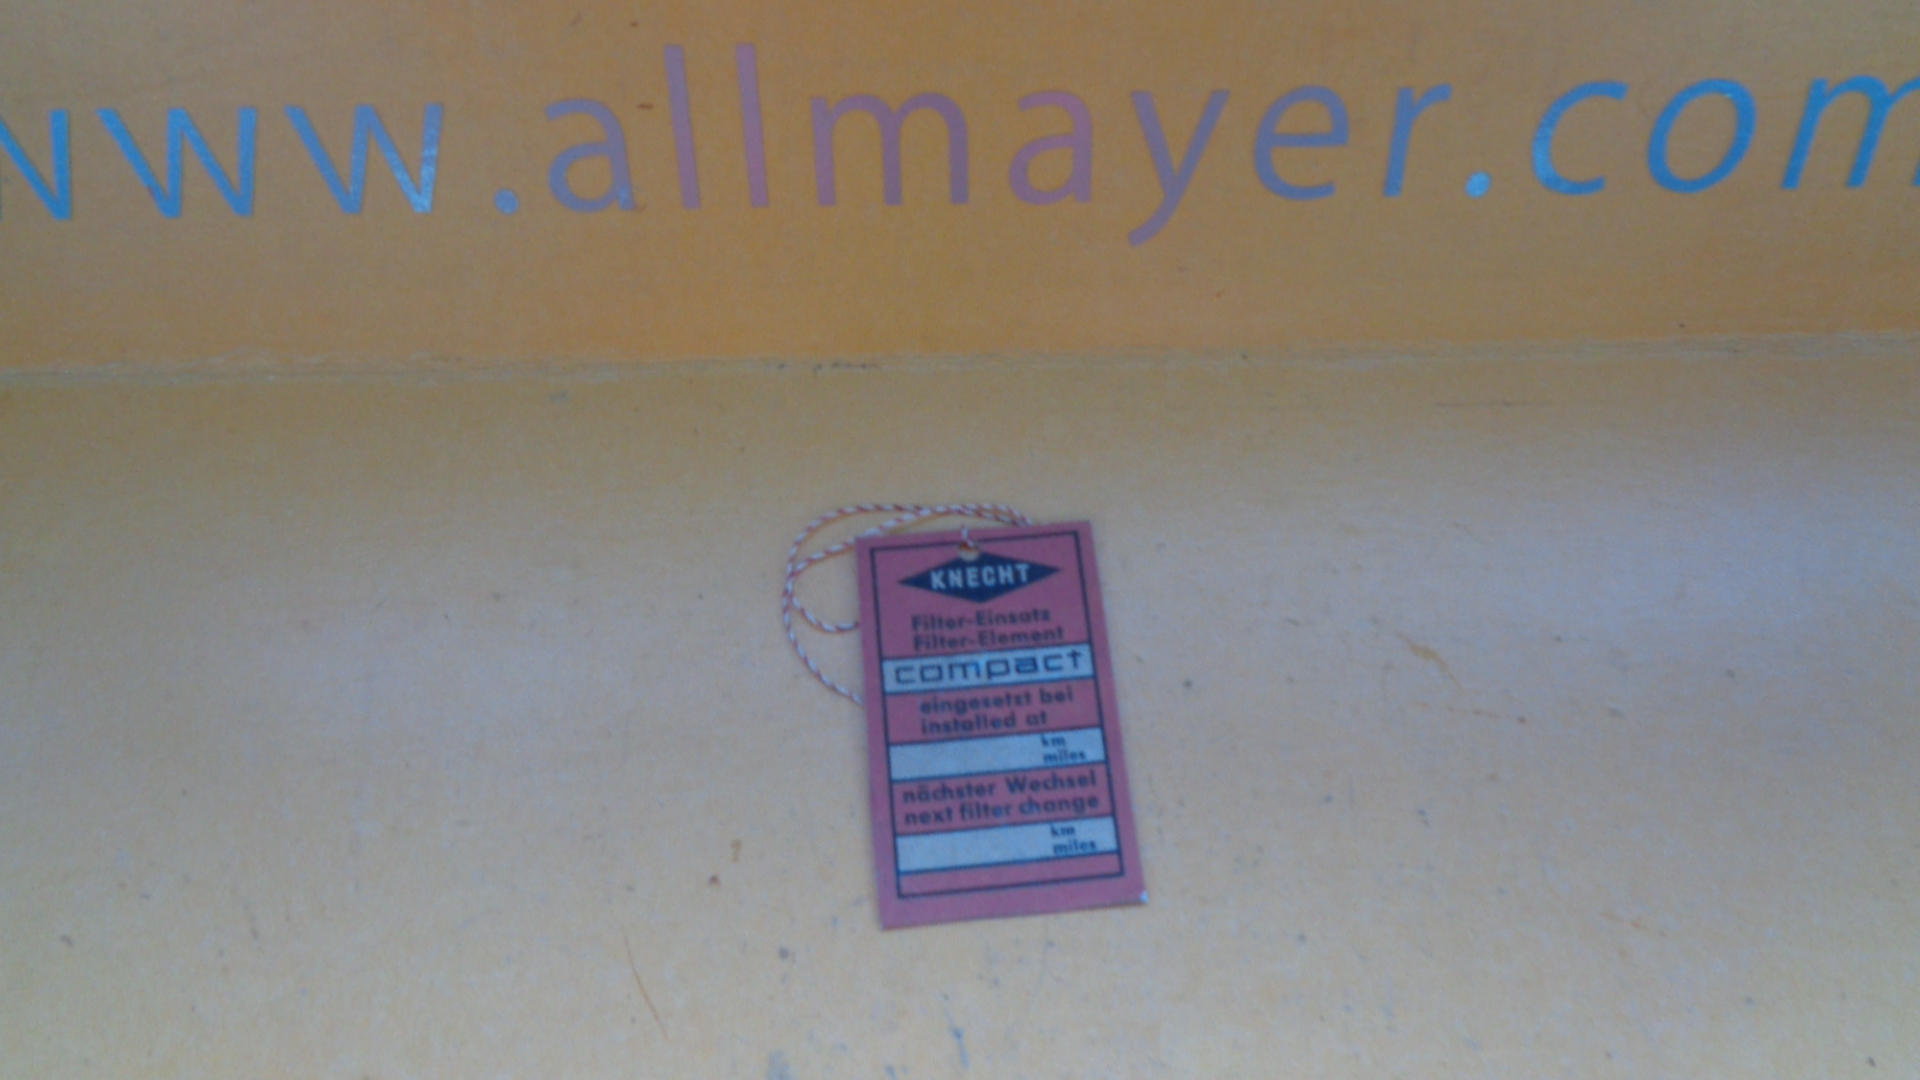 www.allmayer.com
KNECHT
Filter-Einsatz
Filter-Element
compact
eingesetzt bei
installed at
km
miles
nächster Wechsel
next filter change
km
miles